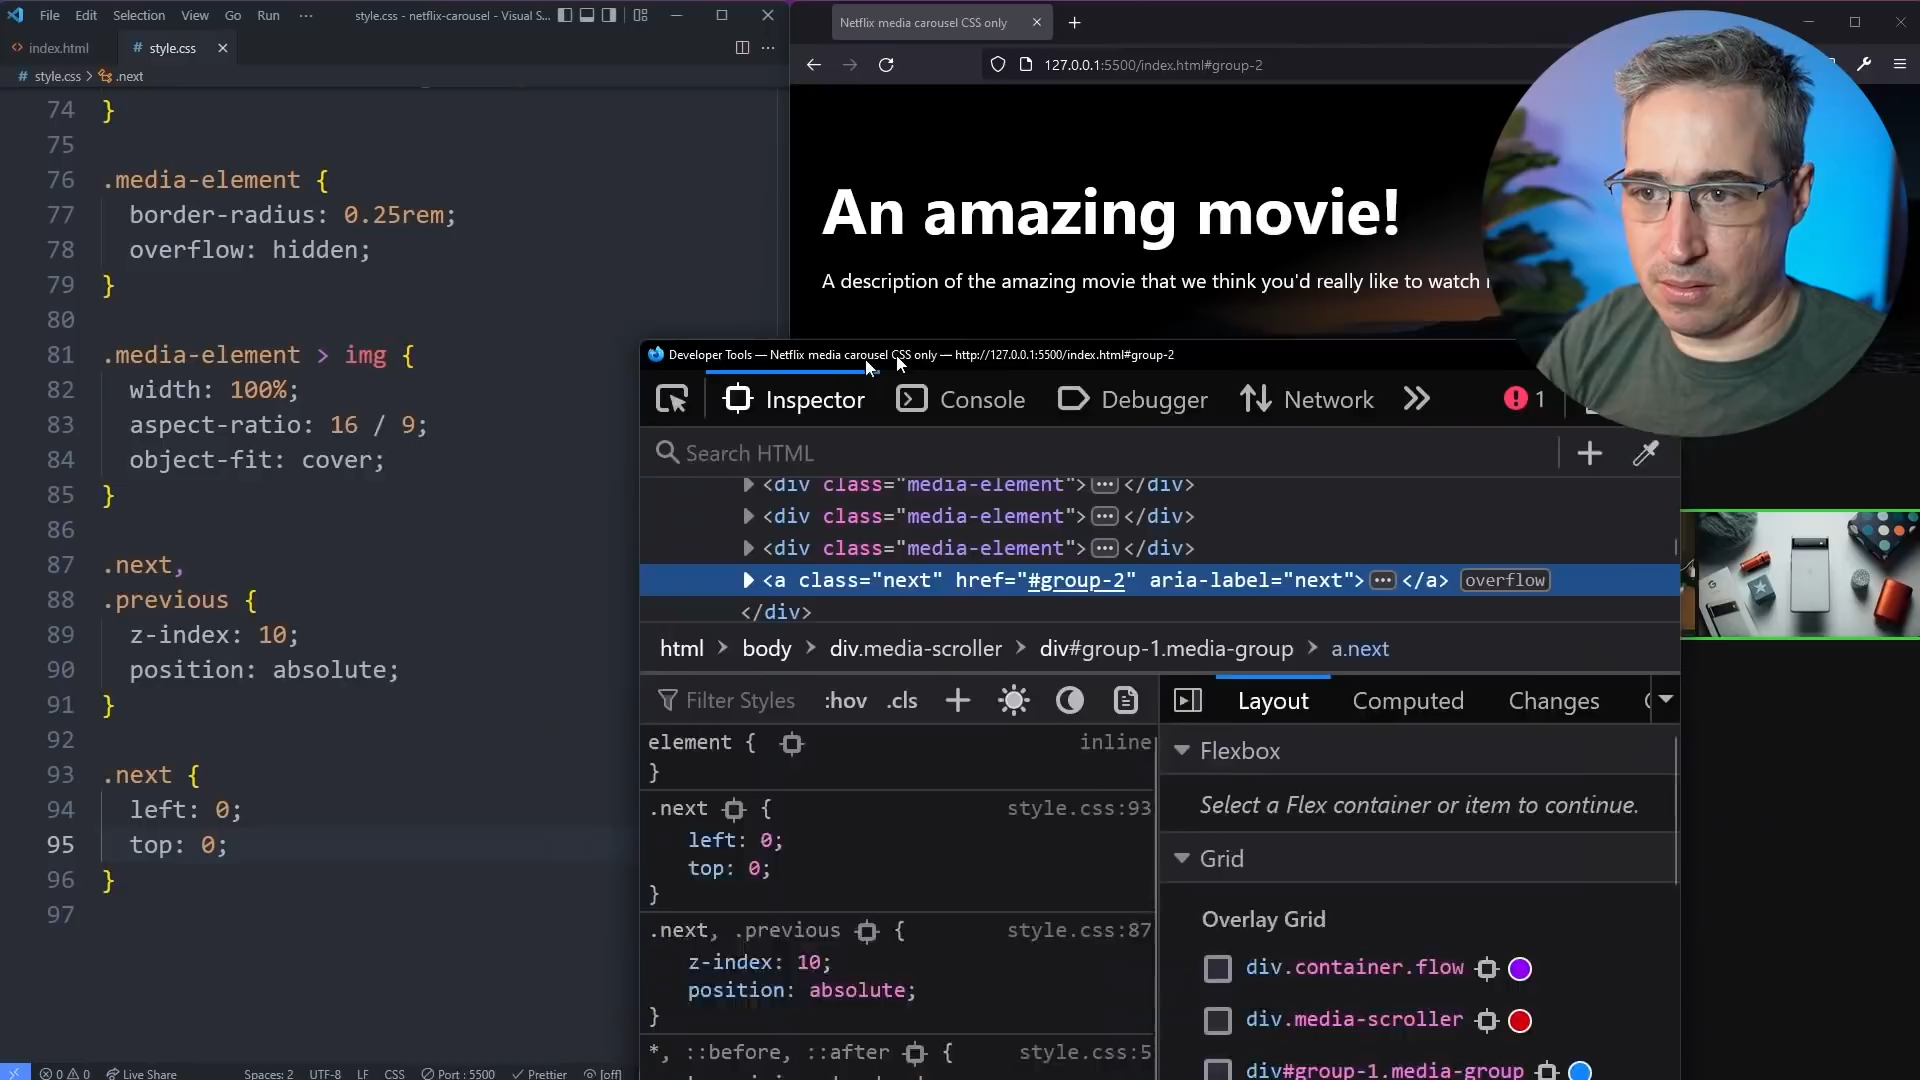 File Edit Selection View Go Run ··· style.css - netflix-carousel - Visual S...
index.html
# style.css
# style.css > .next
74 }
75
76 .media-element {
77 border-radius: 0.25rem;
78 overflow: hidden;
79 }
80
81 .media-element > img {
82 width: 100%;
83 aspect-ratio: 16 / 9;
84 object-fit: cover;
85 }
86
87 .next,
88 .previous {
89 z-index: 10;
90 position: absolute;
91 }
92
93 .next {
94 left: 0;
95 top: 0;
96 }
97
0 0 Live Share Spaces: 2 UTF-8 LF CSS Port : 5500 Prettier [off]
Netflix media carousel CSS only
127.0.0.1:5500/index.html#group-2
An amazing movie!
A description of the amazing movie that we think you'd really like to watch
Developer Tools — Netflix media carousel CSS only — http://127.0.0.1:5500/index.html#group-2
Inspector Console Debugger Network 1
Search HTML
<div class="media-element"> ··· </div>
<div class="media-element"> ··· </div>
<div class="media-element"> ··· </div>
<a class="next" href="#group-2" aria-label="next"> ··· </a> overflow
</div>
html > body > div.media-scroller > div#group-1.media-group > a.next
Filter Styles :hov .cls +
element { inline
}
.next { style.css:93
left: 0;
top: 0;
}
.next, .previous { style.css:87
z-index: 10;
position: absolute;
}
*, ::before, ::after { style.css:5
Layout Computed Changes
Flexbox
Select a Flex container or item to continue.
Grid
Overlay Grid
div.container.flow
div.media-scroller
div#group-1.media-group